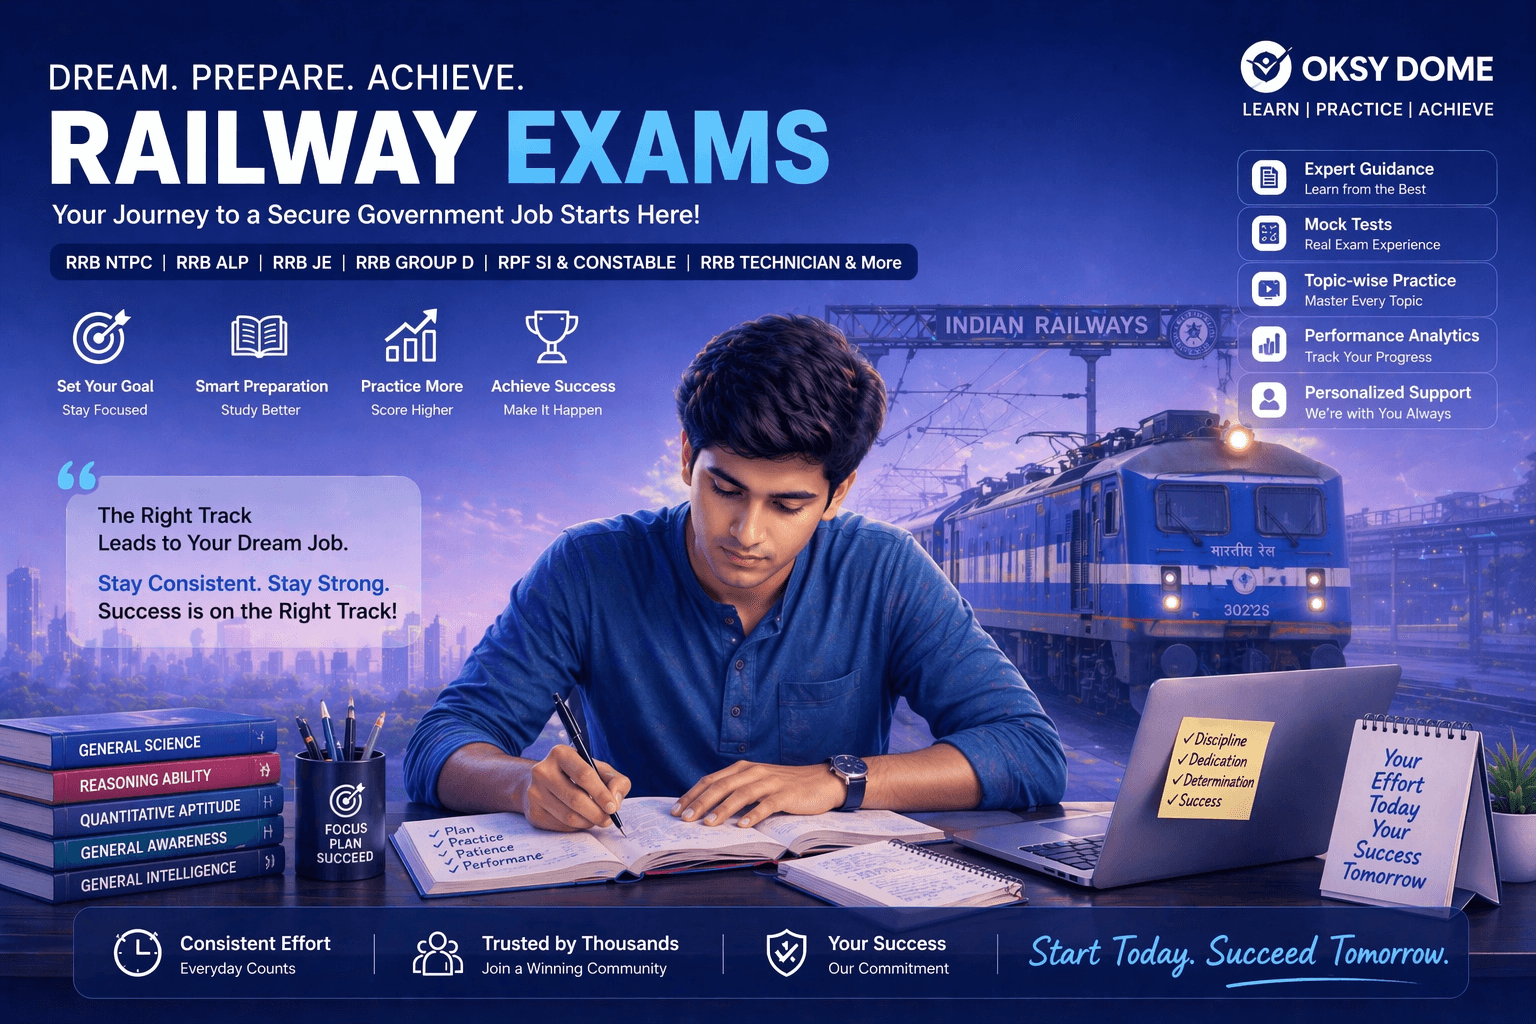 DREAM. PREPARE. ACHIEVE.
RAILWAY EXAMS
Your Journey to a Secure Government Job Starts Here!
RRB NTPC | RRB ALP | RRB JE | RRB GROUP D | RPF SI & CONSTABLE | RRB TECHNICIAN & More
Set Your Goal
Stay Focused
Smart Preparation
Study Better
Practice More
Score Higher
Achieve Success
Make It Happen
“
The Right Track
Leads to Your Dream Job.
Stay Consistent. Stay Strong.
Success is on the Right Track!
OKSY DOME
LEARN | PRACTICE | ACHIEVE
Expert Guidance
Learn from the Best
Mock Tests
Real Exam Experience
Topic-wise Practice
Master Every Topic
Performance Analytics
Track Your Progress
Personalized Support
We're with You Always
INDIAN RAILWAYS
भारतीस रेल
30225
GENERAL SCIENCE
REASONING ABILITY
QUANTITATIVE APTITUDE
GENERAL AWARENESS
GENERAL INTELLIGENCE
FOCUS
PLAN
SUCCEED
✓ Plan
✓ Practice
✓ Patience
✓ Performane
✓ Discipline
✓ Dedication
✓ Determination
✓ Success
Your
Effort
Today
Your
Success
Tomorrow
Consistent Effort
Everyday Counts
Trusted by Thousands
Join a Winning Community
Your Success
Our Commitment
Start Today. Succeed Tomorrow.